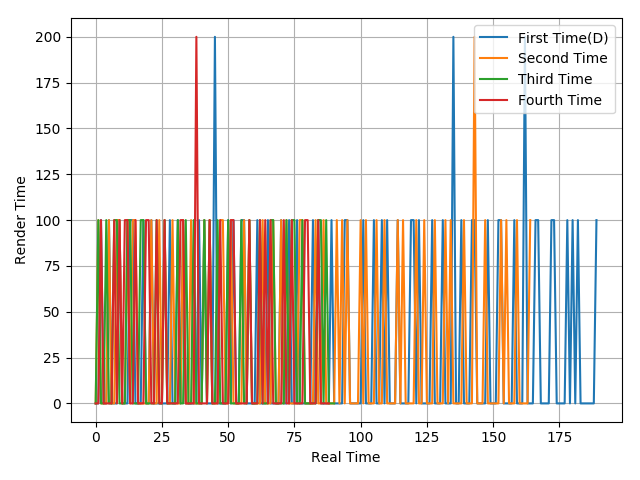 200
175
150
125
100
75
50
25
0
Render Time
0
25
50
75
100
125
150
175
Real Time
First Time(D)
Second Time
Third Time
Fourth Time